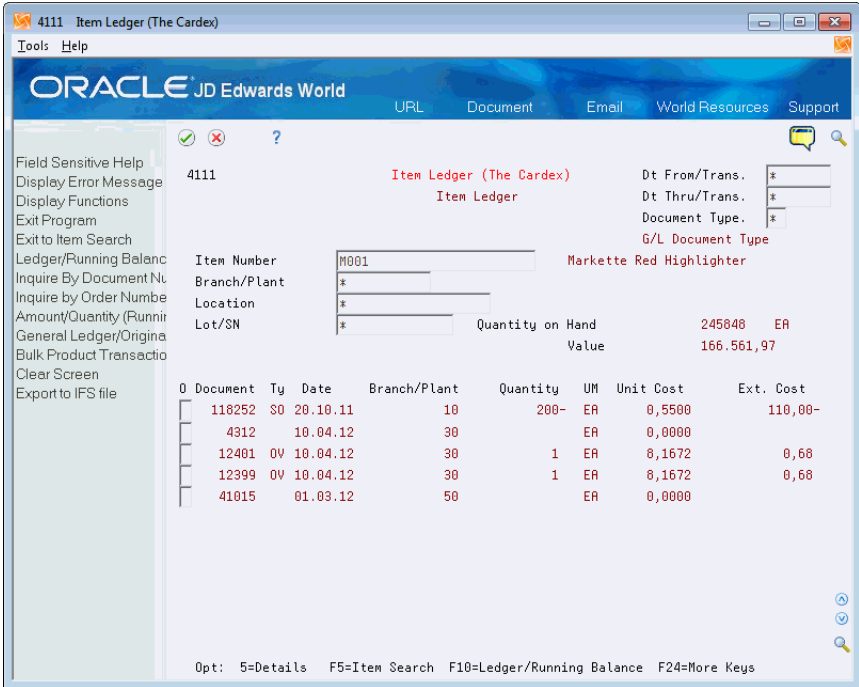 4111 Item Ledger (The Cardex)
Tools Help
ORACLE JD Edwards World
URL Document Email World Resources Support
?
Field Sensitive Help
Display Error Message
Display Functions
Exit Program
Exit to Item Search
Ledger/Running Balanc
Inquire By Document Nu
Inquire by Order Numbe
Amount/Quantity (Runnin
General Ledger/Origina
Bulk Product Transactio
Clear Screen
Export to IFS file
4111 Item Ledger (The Cardex) Dt From/Trans. *
Item Ledger Dt Thru/Trans. *
Document Type. *
G/L Document Type
Item Number M001 Markette Red Highlighter
Branch/Plant *
Location *
Lot/SN * Quantity on Hand 245848 EA
Value 166.561,97
O Document Ty Date Branch/Plant Quantity UM Unit Cost Ext. Cost
118252 SO 20.10.11 10 200- EA 0,5500 110,00-
4312 10.04.12 30 EA 0,0000
12401 OV 10.04.12 30 1 EA 8,1672 0,68
12399 OV 10.04.12 30 1 EA 8,1672 0,68
41015 01.03.12 50 EA 0,0000
Opt: 5=Details F5=Item Search F10=Ledger/Running Balance F24=More Keys